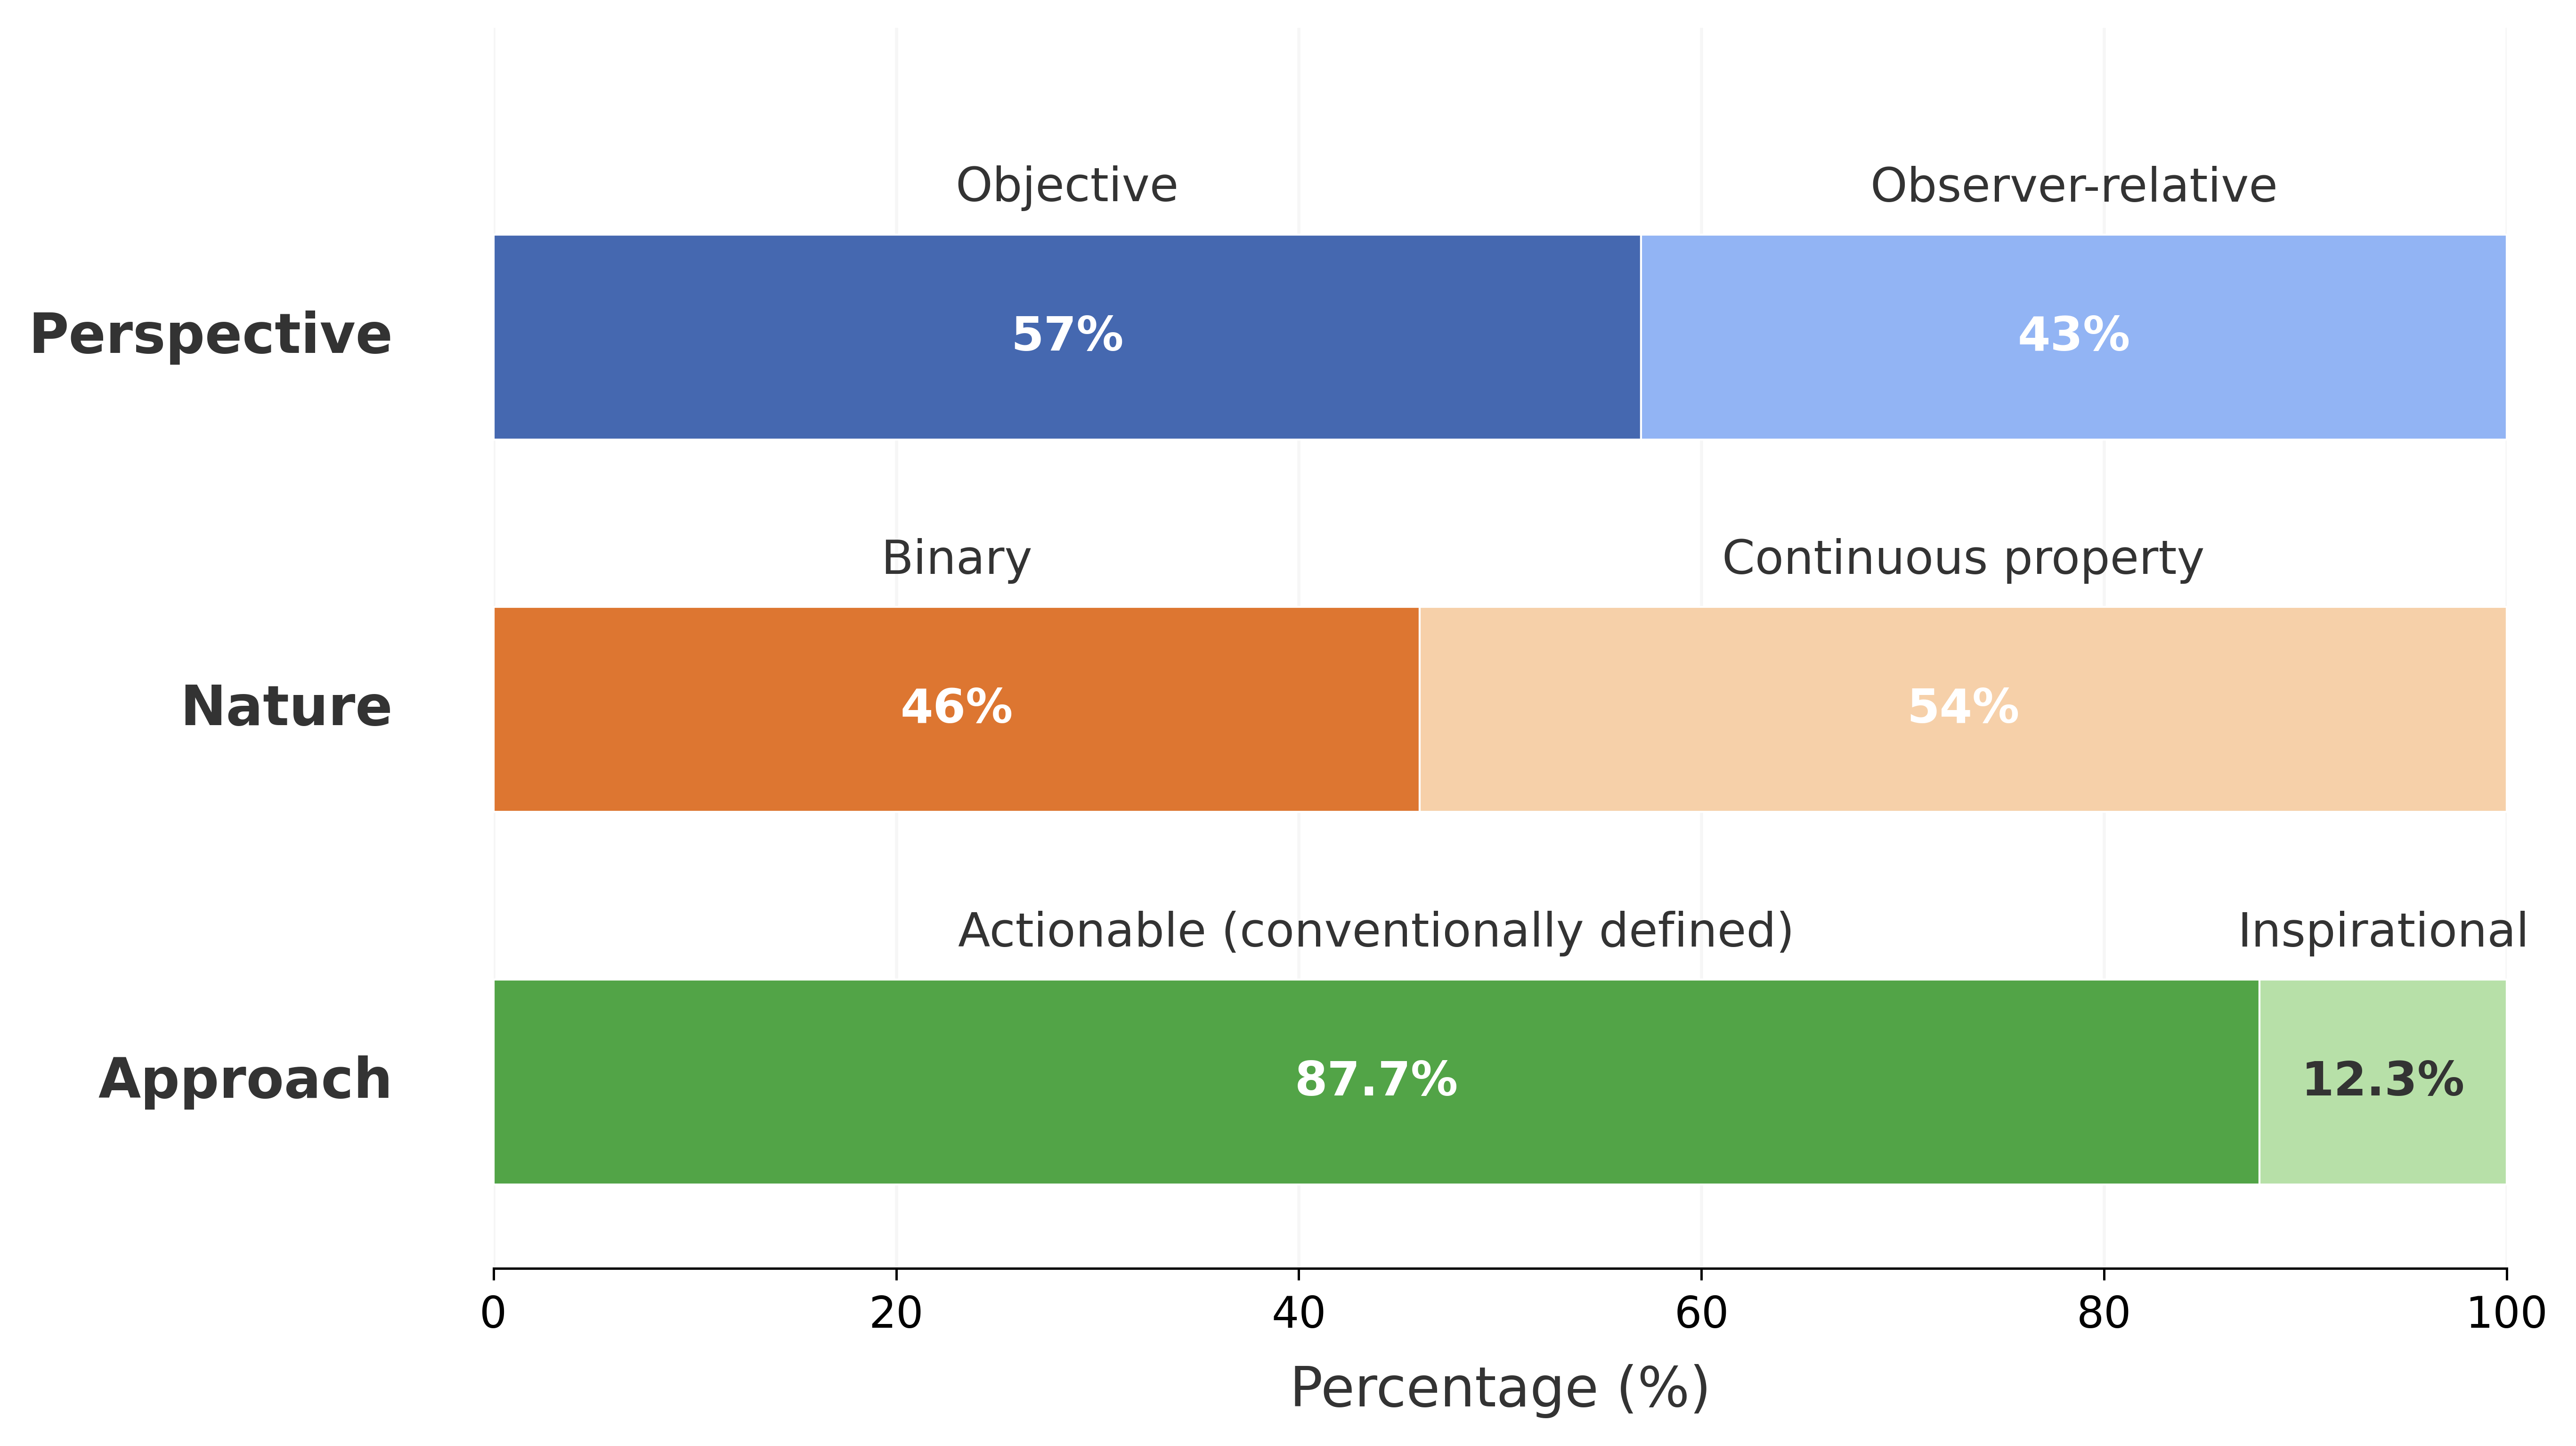 Objective Observer-relative
Perspective 57% 43%
Binary Continuous property
Nature 46% 54%
Actionable (conventionally defined) Inspirational
Approach 87.7% 12.3%
0 20 40 60 80 100
Percentage (%)